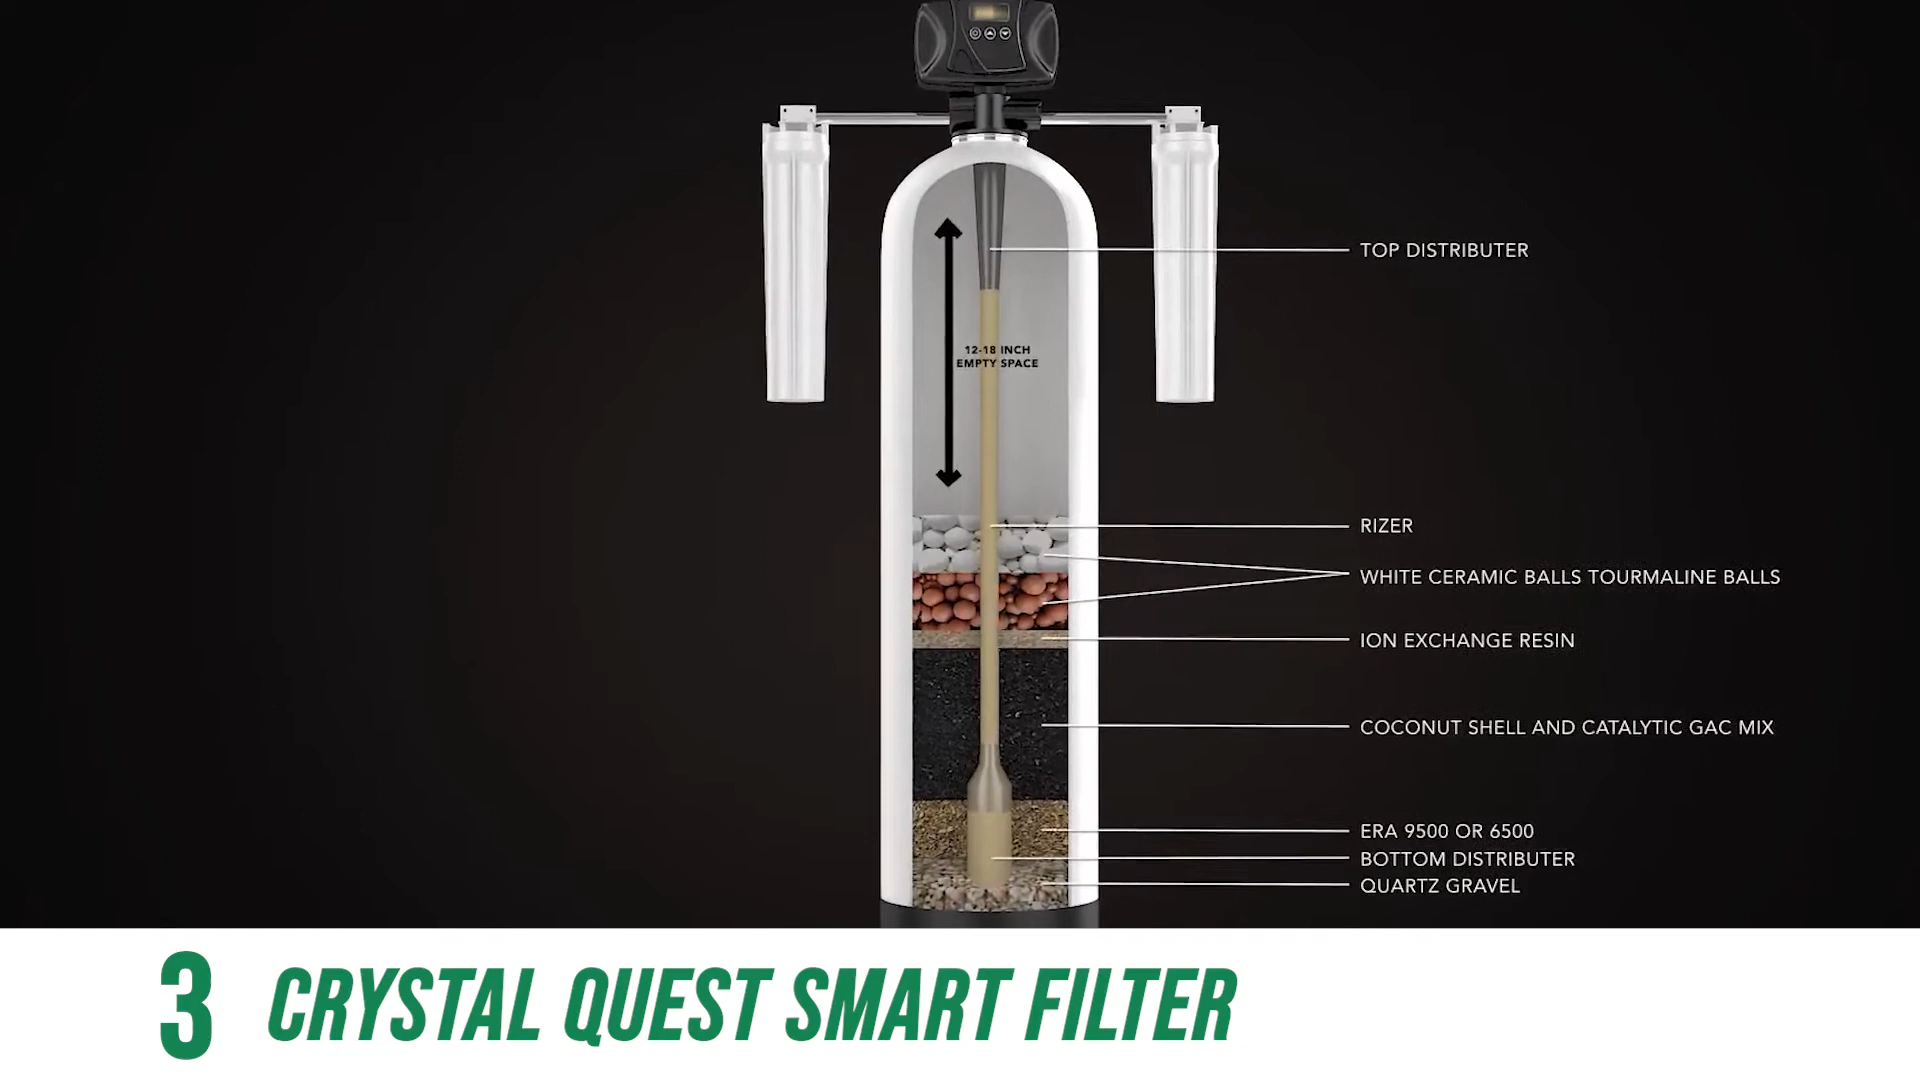 TOP DISTRIBUTER
12-18 INCH
EMPTY SPACE
RIZER
WHITE CERAMIC BALLS TOURMALINE BALLS
ION EXCHANGE RESIN
COCONUT SHELL AND CATALYTIC GAC MIX
ERA 9500 OR 6500
BOTTOM DISTRIBUTER
QUARTZ GRAVEL
3 CRYSTAL QUEST SMART FILTER